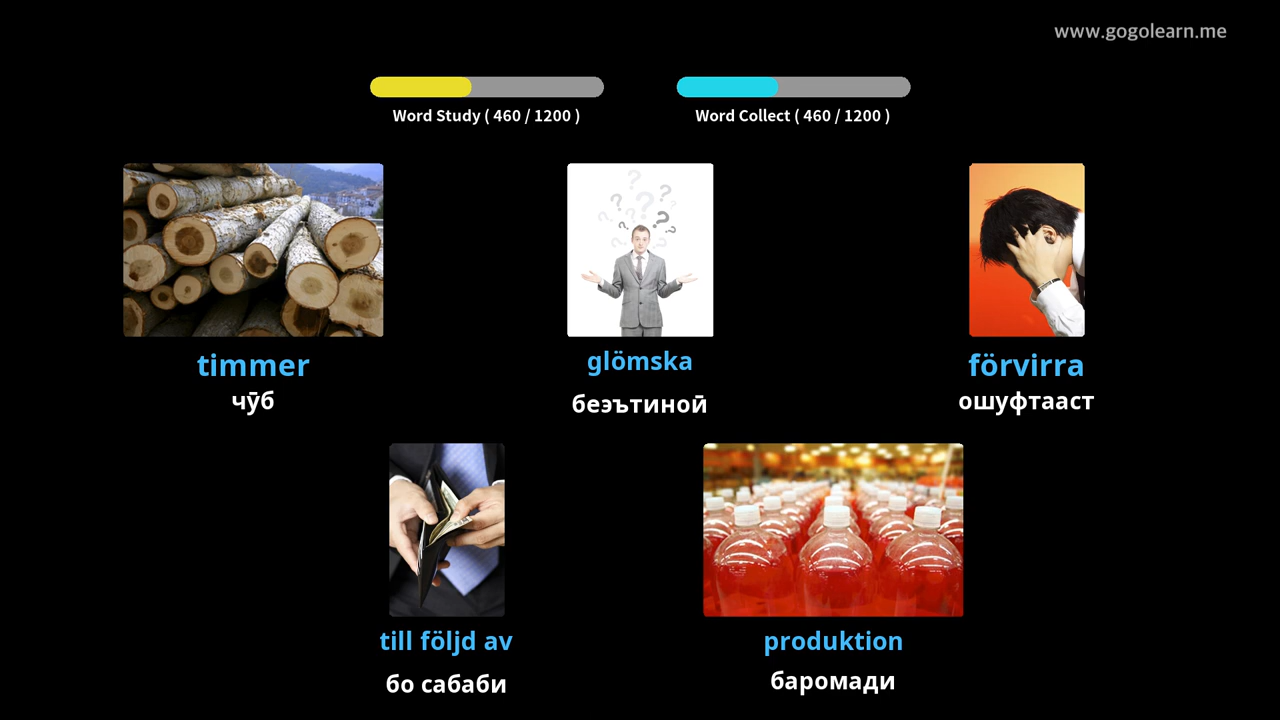 www.gogolearn.me
Word Study ( 460 / 1200 )
Word Collect ( 460 / 1200 )
timmer
чӯб
glömska
беэътиноӣ
förvirra
ошуфтааст
till följd av
бо сабаби
produktion
баромади